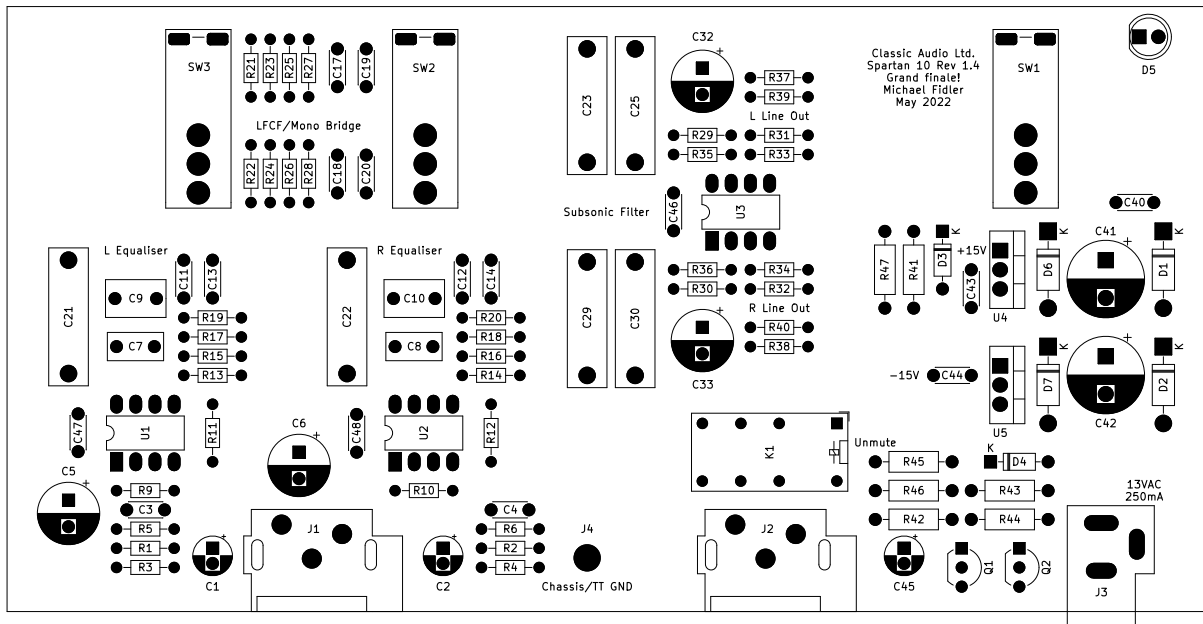 C32
Classic Audio Ltd.
Spartan 10 Rev 1.4
Grand finale!
Michael Fidler
May 2022
SW3
R21
R23
R25
R27
C17
C19
SW2
C23
C25
R37
R39
L Line Out
SW1
D5
LFCF/Mono Bridge
R29
R31
R35
R33
R22
R24
R26
R28
C18
C20
C46
U3
Subsonic Filter
C40
L Equaliser
R Equaliser
C21
C9
C11
C13
C22
C10
C12
C14
C29
C30
R36
R34
R30
R32
R Line Out
R47
R41
D3
K
+15V
C43
U4
D6
K
C41
D1
K
R19
R20
C7
R17
C8
R18
R40
R15
R16
R38
R13
R14
C33
-15V
C44
U5
D7
K
C42
D2
K
C47
U1
R11
C6
C48
U2
R12
K1
Unmute
K
D4
R45
C5
R9
R10
R46
R43
13VAC
250mA
C3
C4
R5
J1
R6
J4
J2
R42
R44
R1
R2
R3
R4
C1
C2
Chassis/TT GND
C45
Q1
Q2
J3